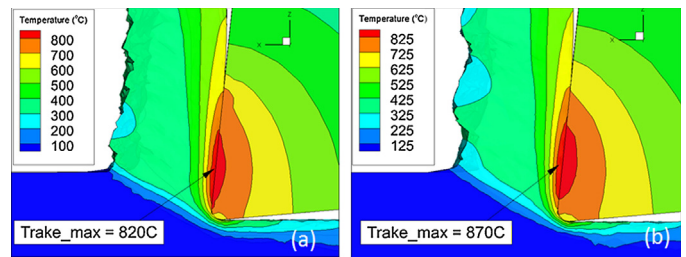 Temperature (°C)
800
700
600
500
400
300
200
100
Z
X
Trake_max = 820C
(a)
Temperature (°C)
825
725
625
525
425
325
225
125
Z
X
Trake_max = 870C
(b)